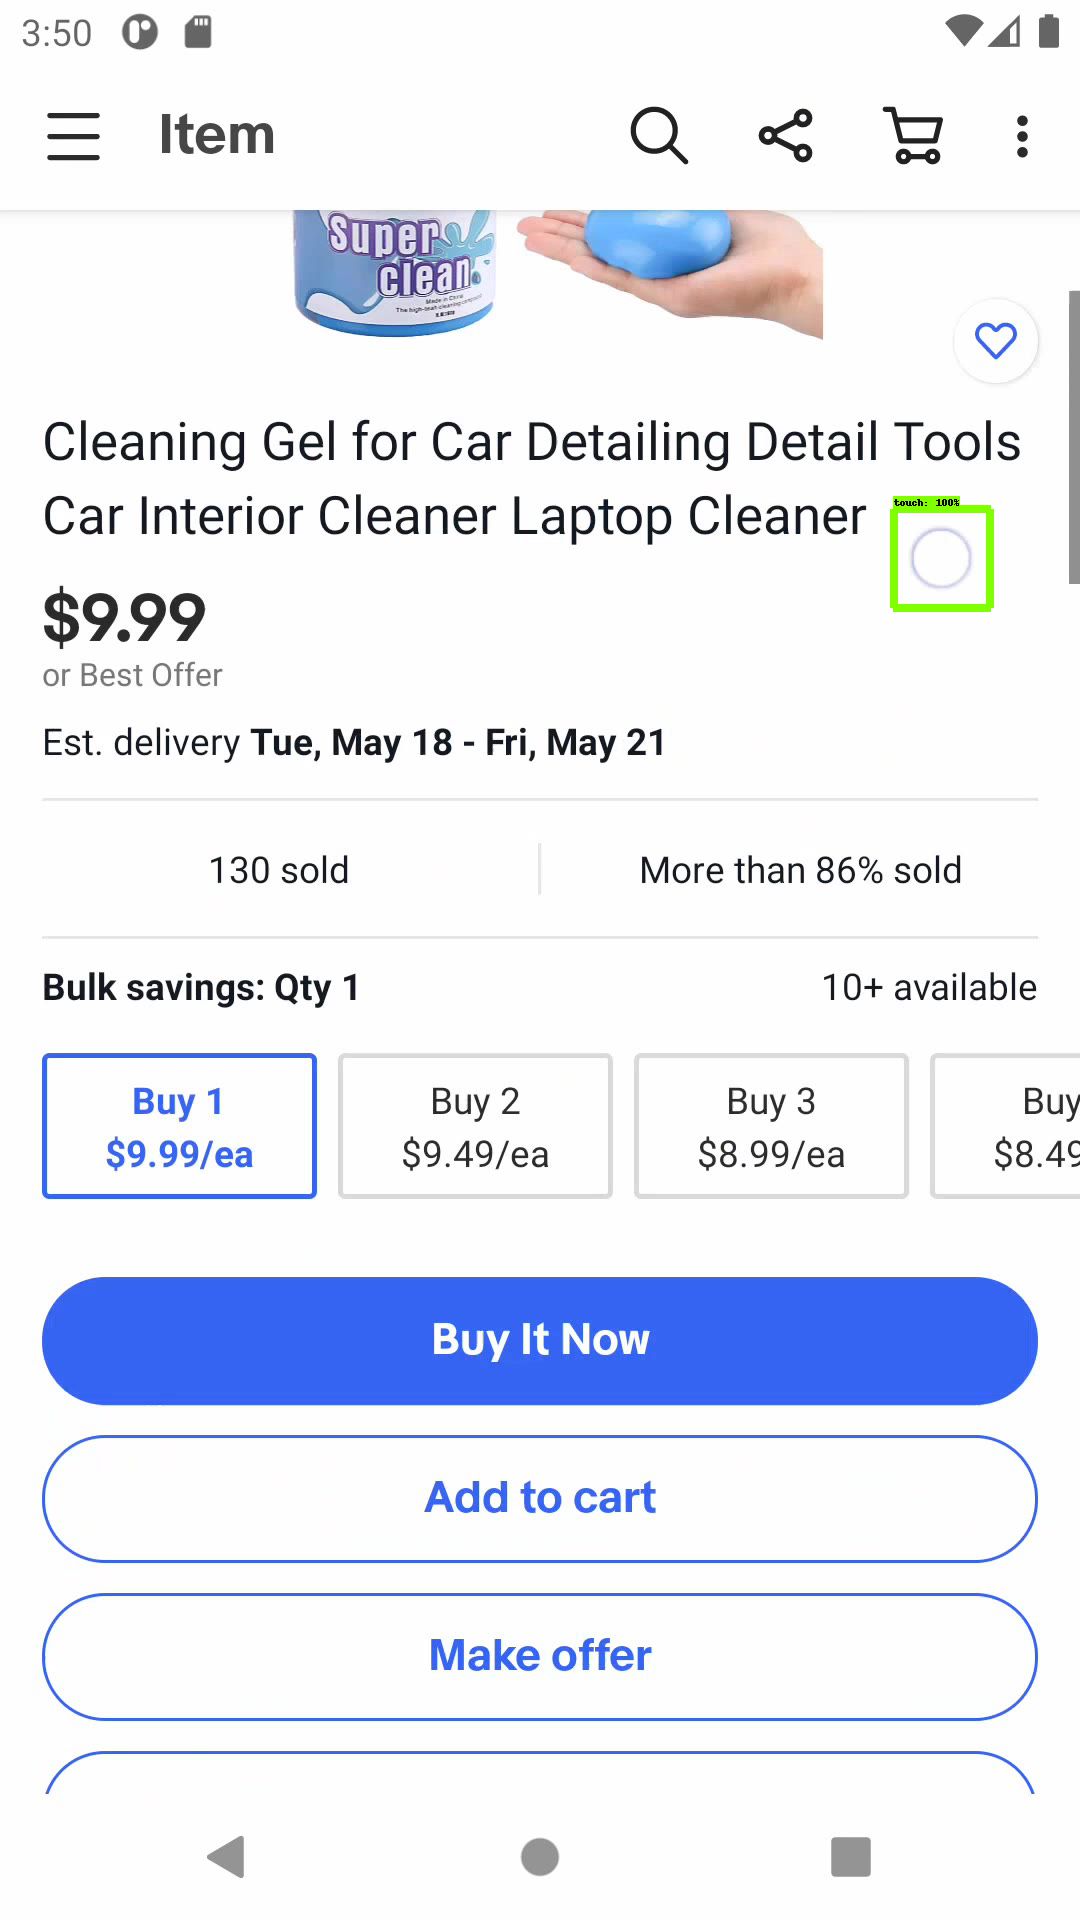 3:50
Item
Super
clean.
Made in China
Cleaning Gel for Car Detailing Detail Tools
Car Interior Cleaner Laptop Cleaner
touch: 100%
$9.99
or Best Offer
Est. delivery Tue, May 18 - Fri, May 21
130 sold
More than 86% sold
Bulk savings: Qty 1
10+ available
Buy 1
$9.99/ea
Buy 2
$9.49/ea
Buy 3
$8.99/ea
Buy
$8.49
Buy It Now
Add to cart
Make offer